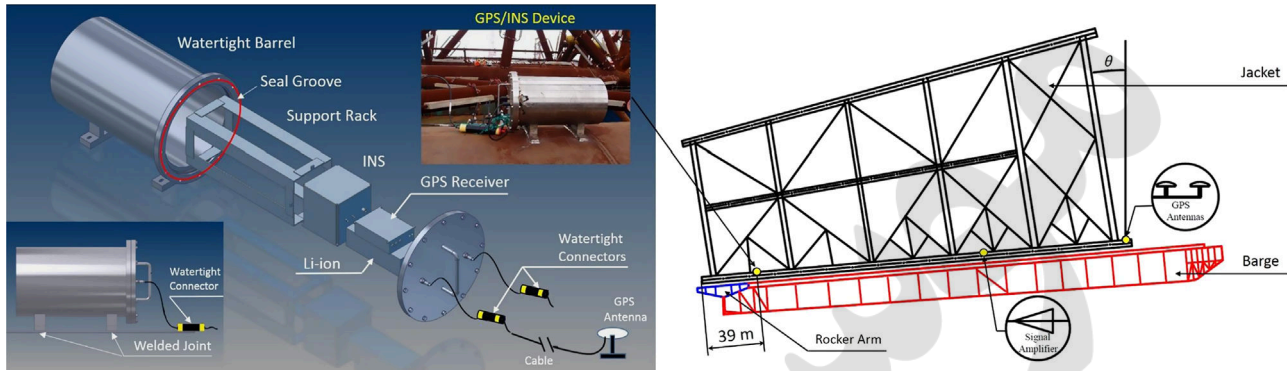 GPS/INS Device
Watertight Barrel
Seal Groove
Support Rack
INS
GPS Receiver
Watertight
Connectors
Li-ion
GPS
Antenna
Cable
Watertight
Connector
Welded Joint
θ
Jacket
GPS
Antennas
Barge
39 m
Rocker Arm
Signal
Amplifier